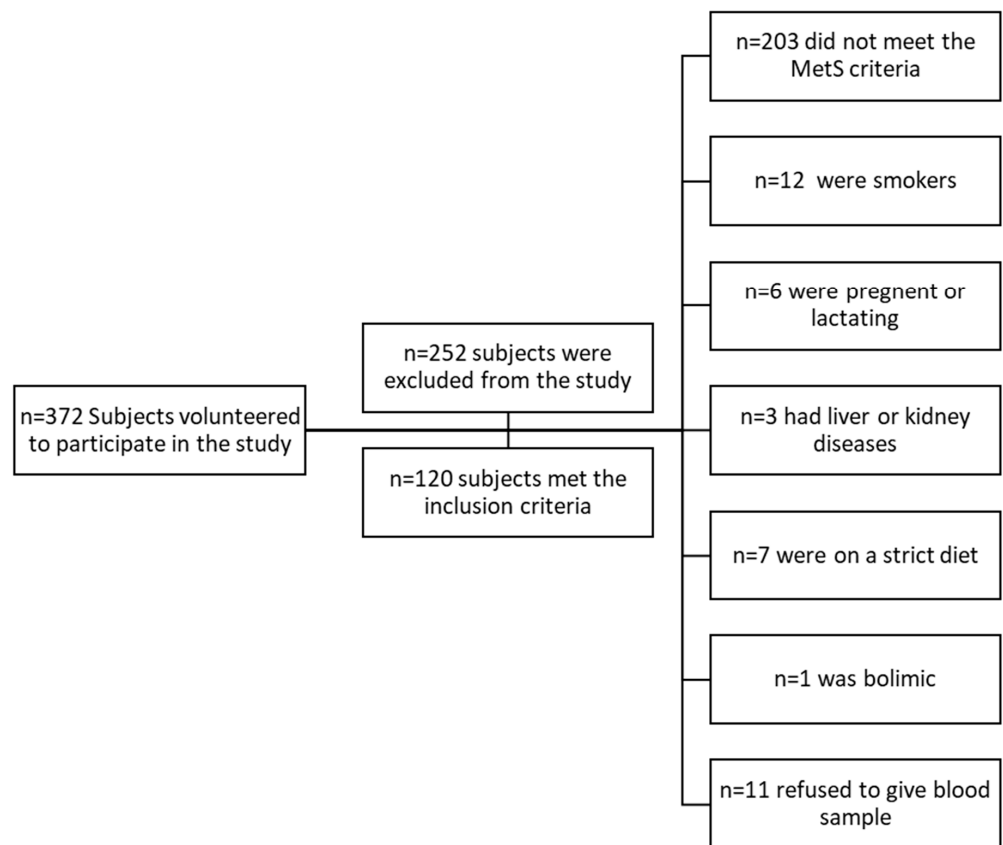 n=372 Subjects volunteered
to participate in the study
n=252 subjects were
excluded from the study
n=120 subjects met the
inclusion criteria
n=203 did not meet the
MetS criteria
n=12 were smokers
n=6 were pregnent or
lactating
n=3 had liver or kidney
diseases
n=7 were on a strict diet
n=1 was bolimic
n=11 refused to give blood
sample